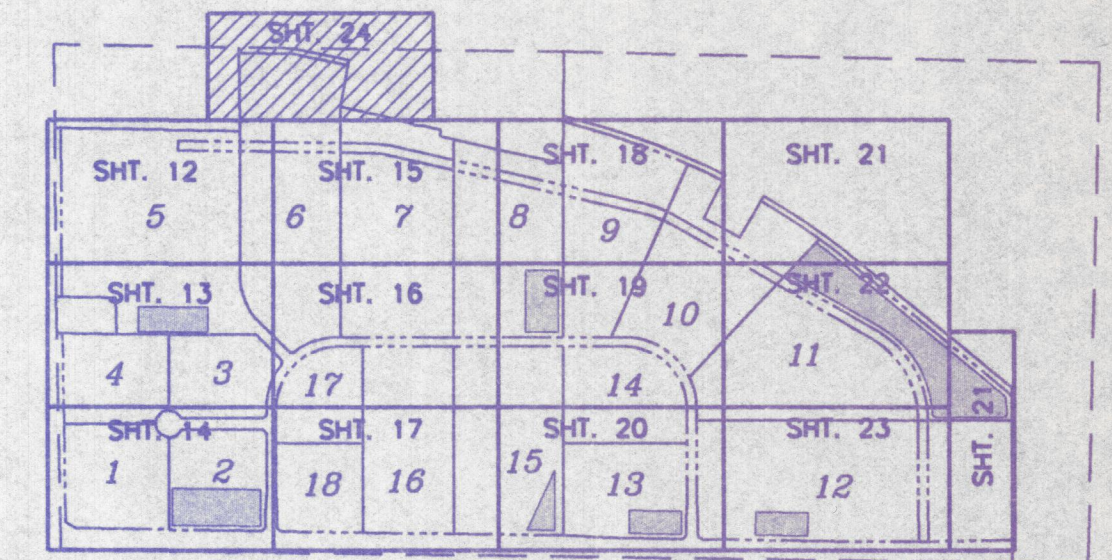 SHT. 24
SHT. 12
SHT. 15
SHT. 18
SHT. 21
5
6
7
8
9
SHT. 13
SHT. 16
SHT. 19
SHT. 22
10
4
3
17
14
11
SHT. 14
SHT. 17
SHT. 20
SHT. 23
SHT. 21
1
2
18
16
15
13
12